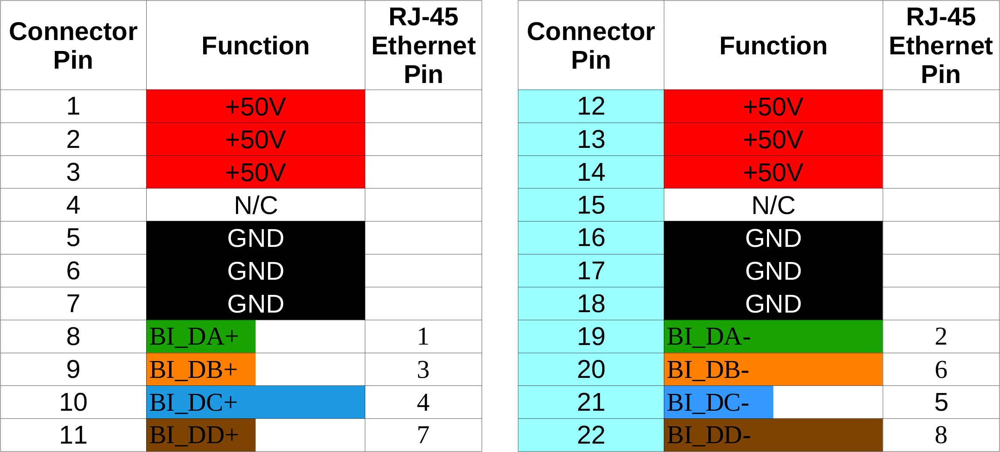 Connector Pin Function RJ-45 Ethernet Pin
1 +50V
2 +50V
3 +50V
4 N/C
5 GND
6 GND
7 GND
8 BI_DA+ 1
9 BI_DB+ 3
10 BI_DC+ 4
11 BI_DD+ 7
Connector Pin Function RJ-45 Ethernet Pin
12 +50V
13 +50V
14 +50V
15 N/C
16 GND
17 GND
18 GND
19 BI_DA- 2
20 BI_DB- 6
21 BI_DC- 5
22 BI_DD- 8